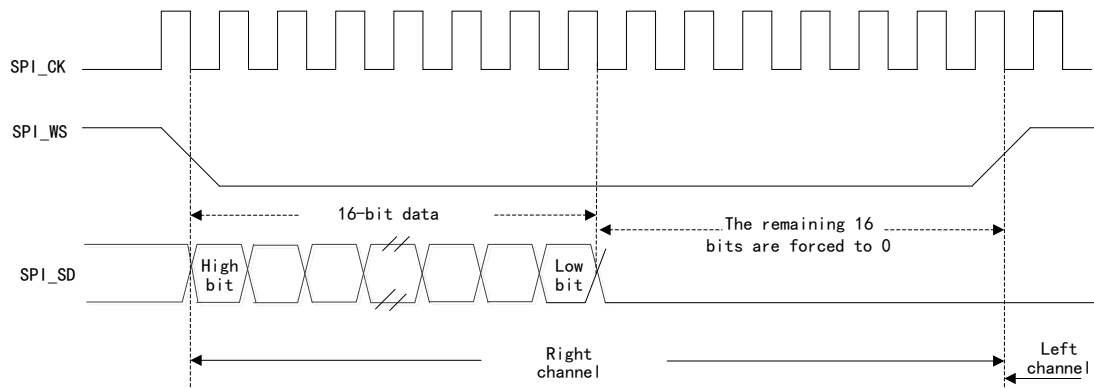 SPI_CK
SPI_WS
16-bit data
The remaining 16
bits are forced to 0
SPI_SD
High
bit
Low
bit
Right
channel
Left
channel